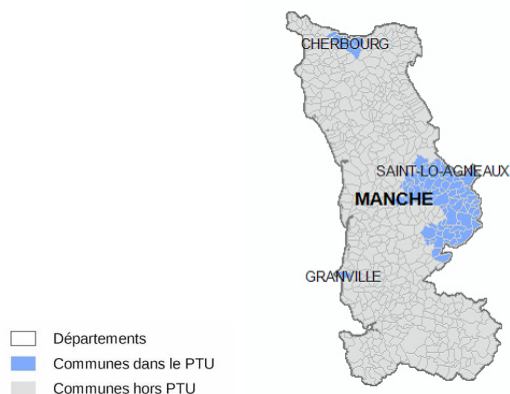 CHERBOURG
SAINT-LO-AGNEAUX
MANCHE
GRANVILLE
Départements
Communes dans le PTU
Communes hors PTU